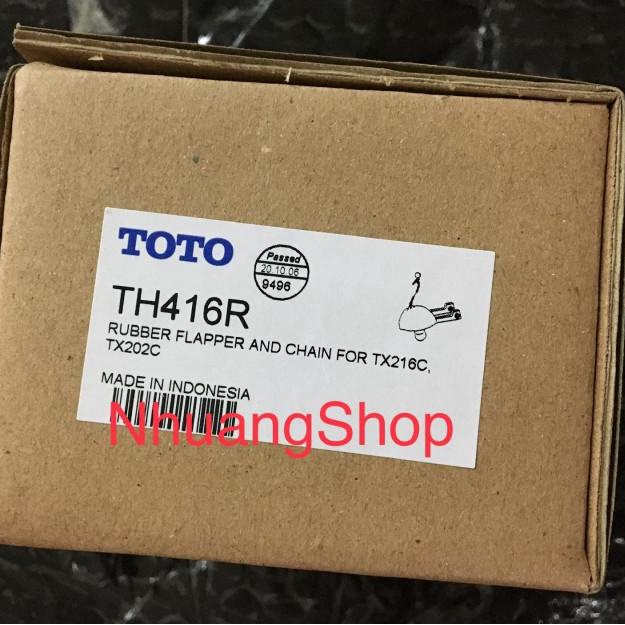 TOTO
Passed
20.10.06
9496
TH416R
RUBBER FLAPPER AND CHAIN FOR TX216C,
TX202C
MADE IN INDONESIA
NhuangShop